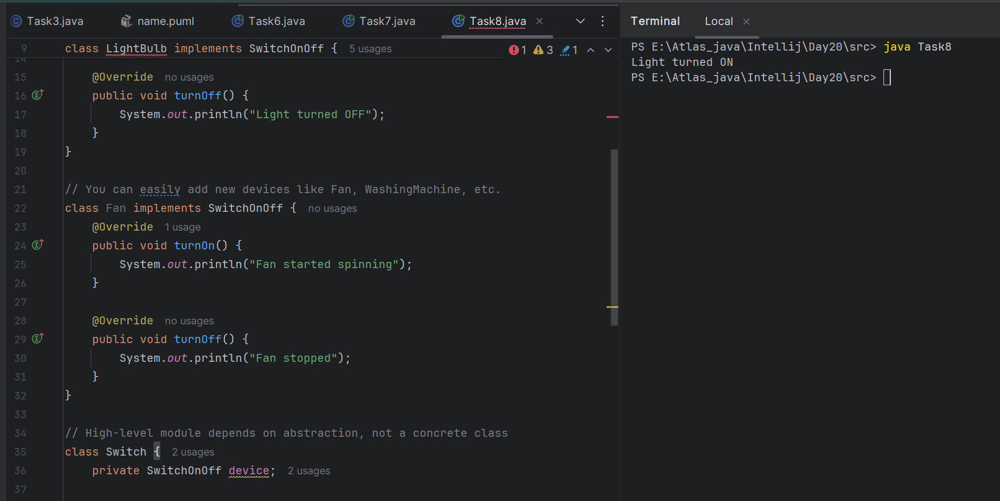 Task3.java name.puml Task6.java Task7.java Task8.java
9 class LightBulb implements SwitchOnOff { 5 usages 1 3 1
14
15 @Override no usages
16 public void turnOff() {
17 System.out.println("Light turned OFF");
18 }
19 }
20
21 // You can easily add new devices like Fan, WashingMachine, etc.
22 class Fan implements SwitchOnOff { no usages
23 @Override 1 usage
24 public void turnOn() {
25 System.out.println("Fan started spinning");
26 }
27
28 @Override no usages
29 public void turnOff() {
30 System.out.println("Fan stopped");
31 }
32 }
33
34 // High-level module depends on abstraction, not a concrete class
35 class Switch { 2 usages
36 private SwitchOnOff device; 2 usages
37
Terminal Local
PS E:\Atlas_java\Intellij\Day20\src> java Task8
Light turned ON
PS E:\Atlas_java\Intellij\Day20\src>